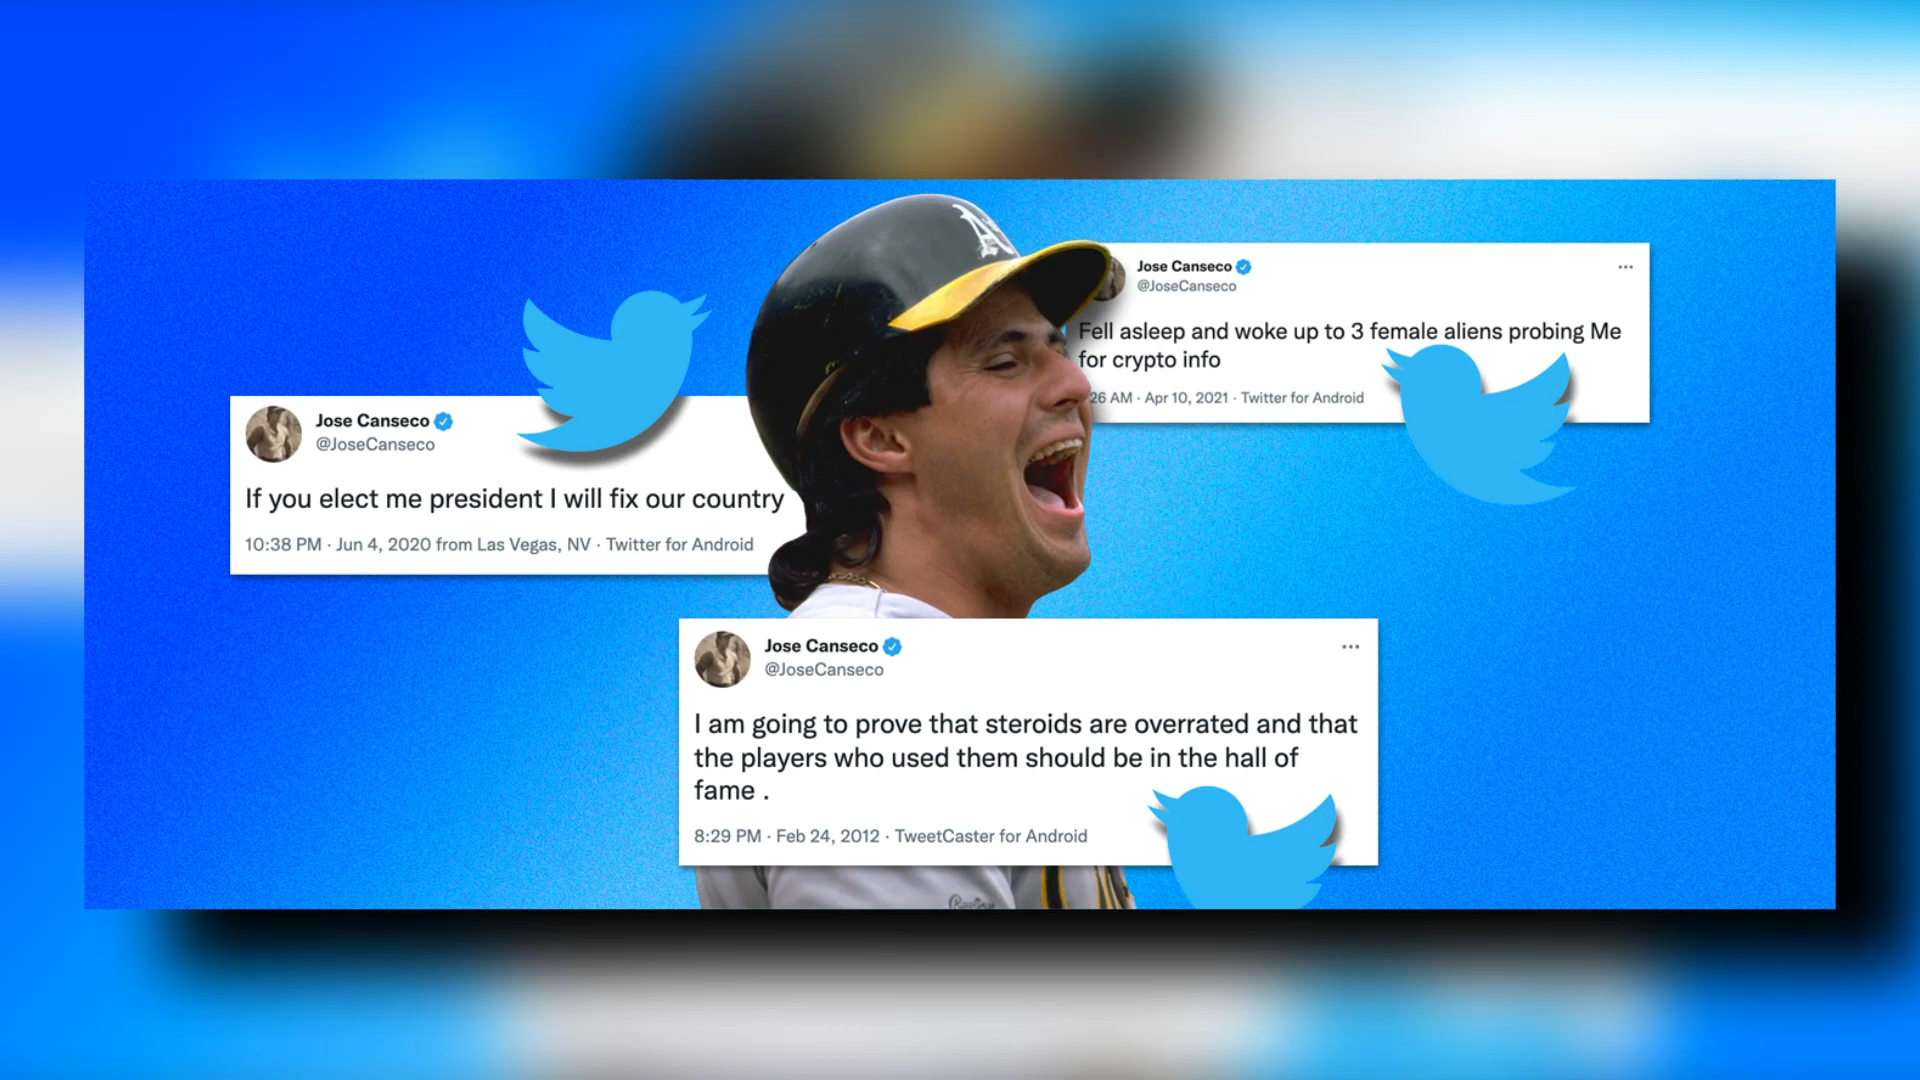 A's
Jose Canseco
@JoseCanseco
Fell asleep and woke up to 3 female aliens probing Me
for crypto info
26 AM · Apr 10, 2021 · Twitter for Android
Jose Canseco
@JoseCanseco
If you elect me president I will fix our country
10:38 PM · Jun 4, 2020 from Las Vegas, NV · Twitter for Android
Jose Canseco
@JoseCanseco
I am going to prove that steroids are overrated and that
the players who used them should be in the hall of
fame .
8:29 PM · Feb 24, 2012 · TweetCaster for Android
Rawlings